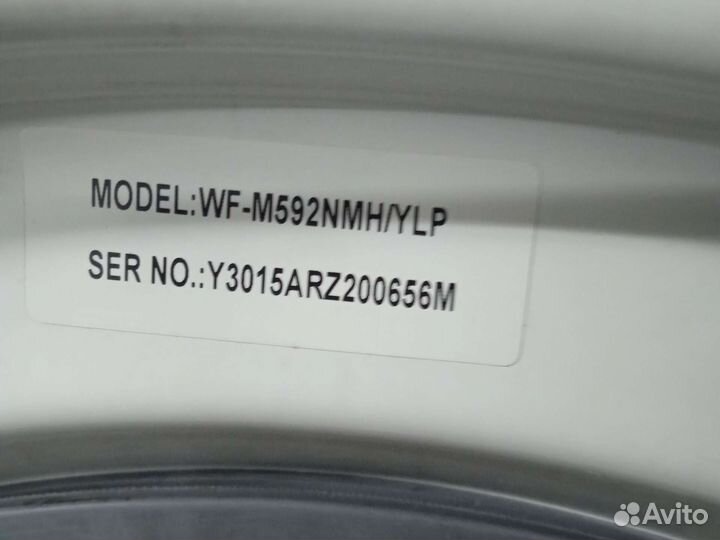 MODEL:WF-M592NMH/YLP
SER NO.:Y3015ARZ200656M
Avito